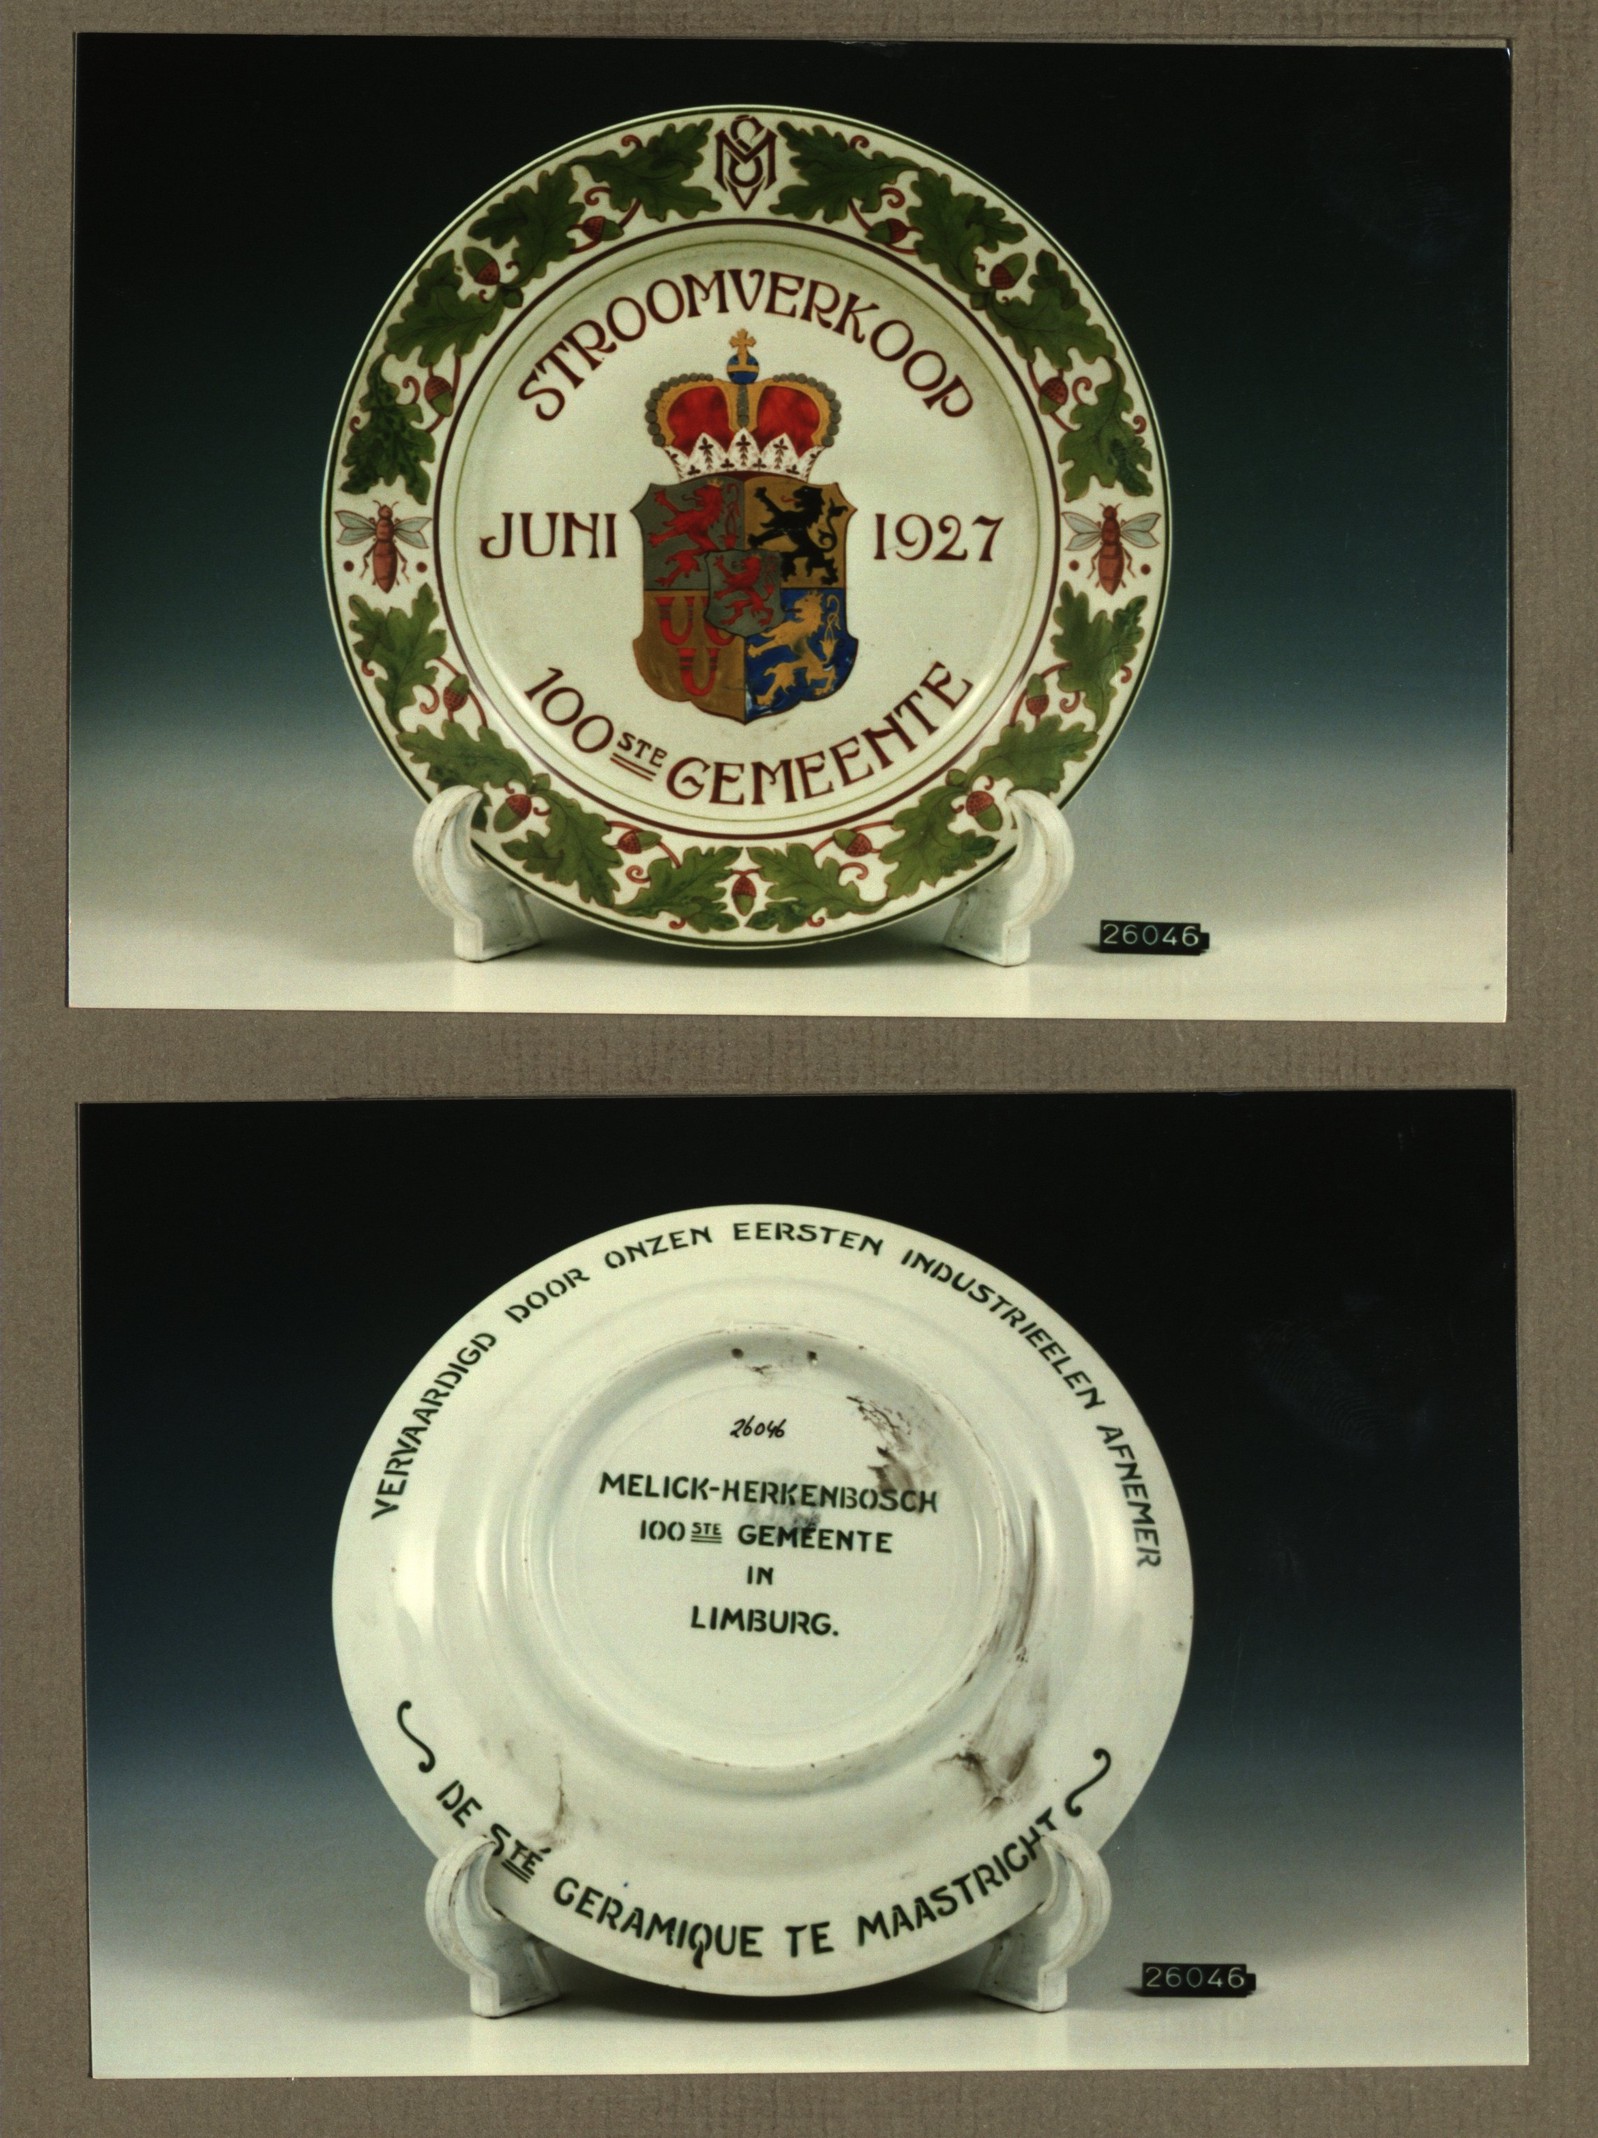 STROOMVERKOOP
JUNI 1927
100STE GEMEENTE
26046
VERVAARDIGD DOOR ONZEN EERSTEN INDUSTRIEELEN AFNEMER
26046
MELICK-HERKENBOSCH
100STE GEMEENTE
IN
LIMBURG.
DE STÉ CERAMIQUE TE MAASTRICHT
26046